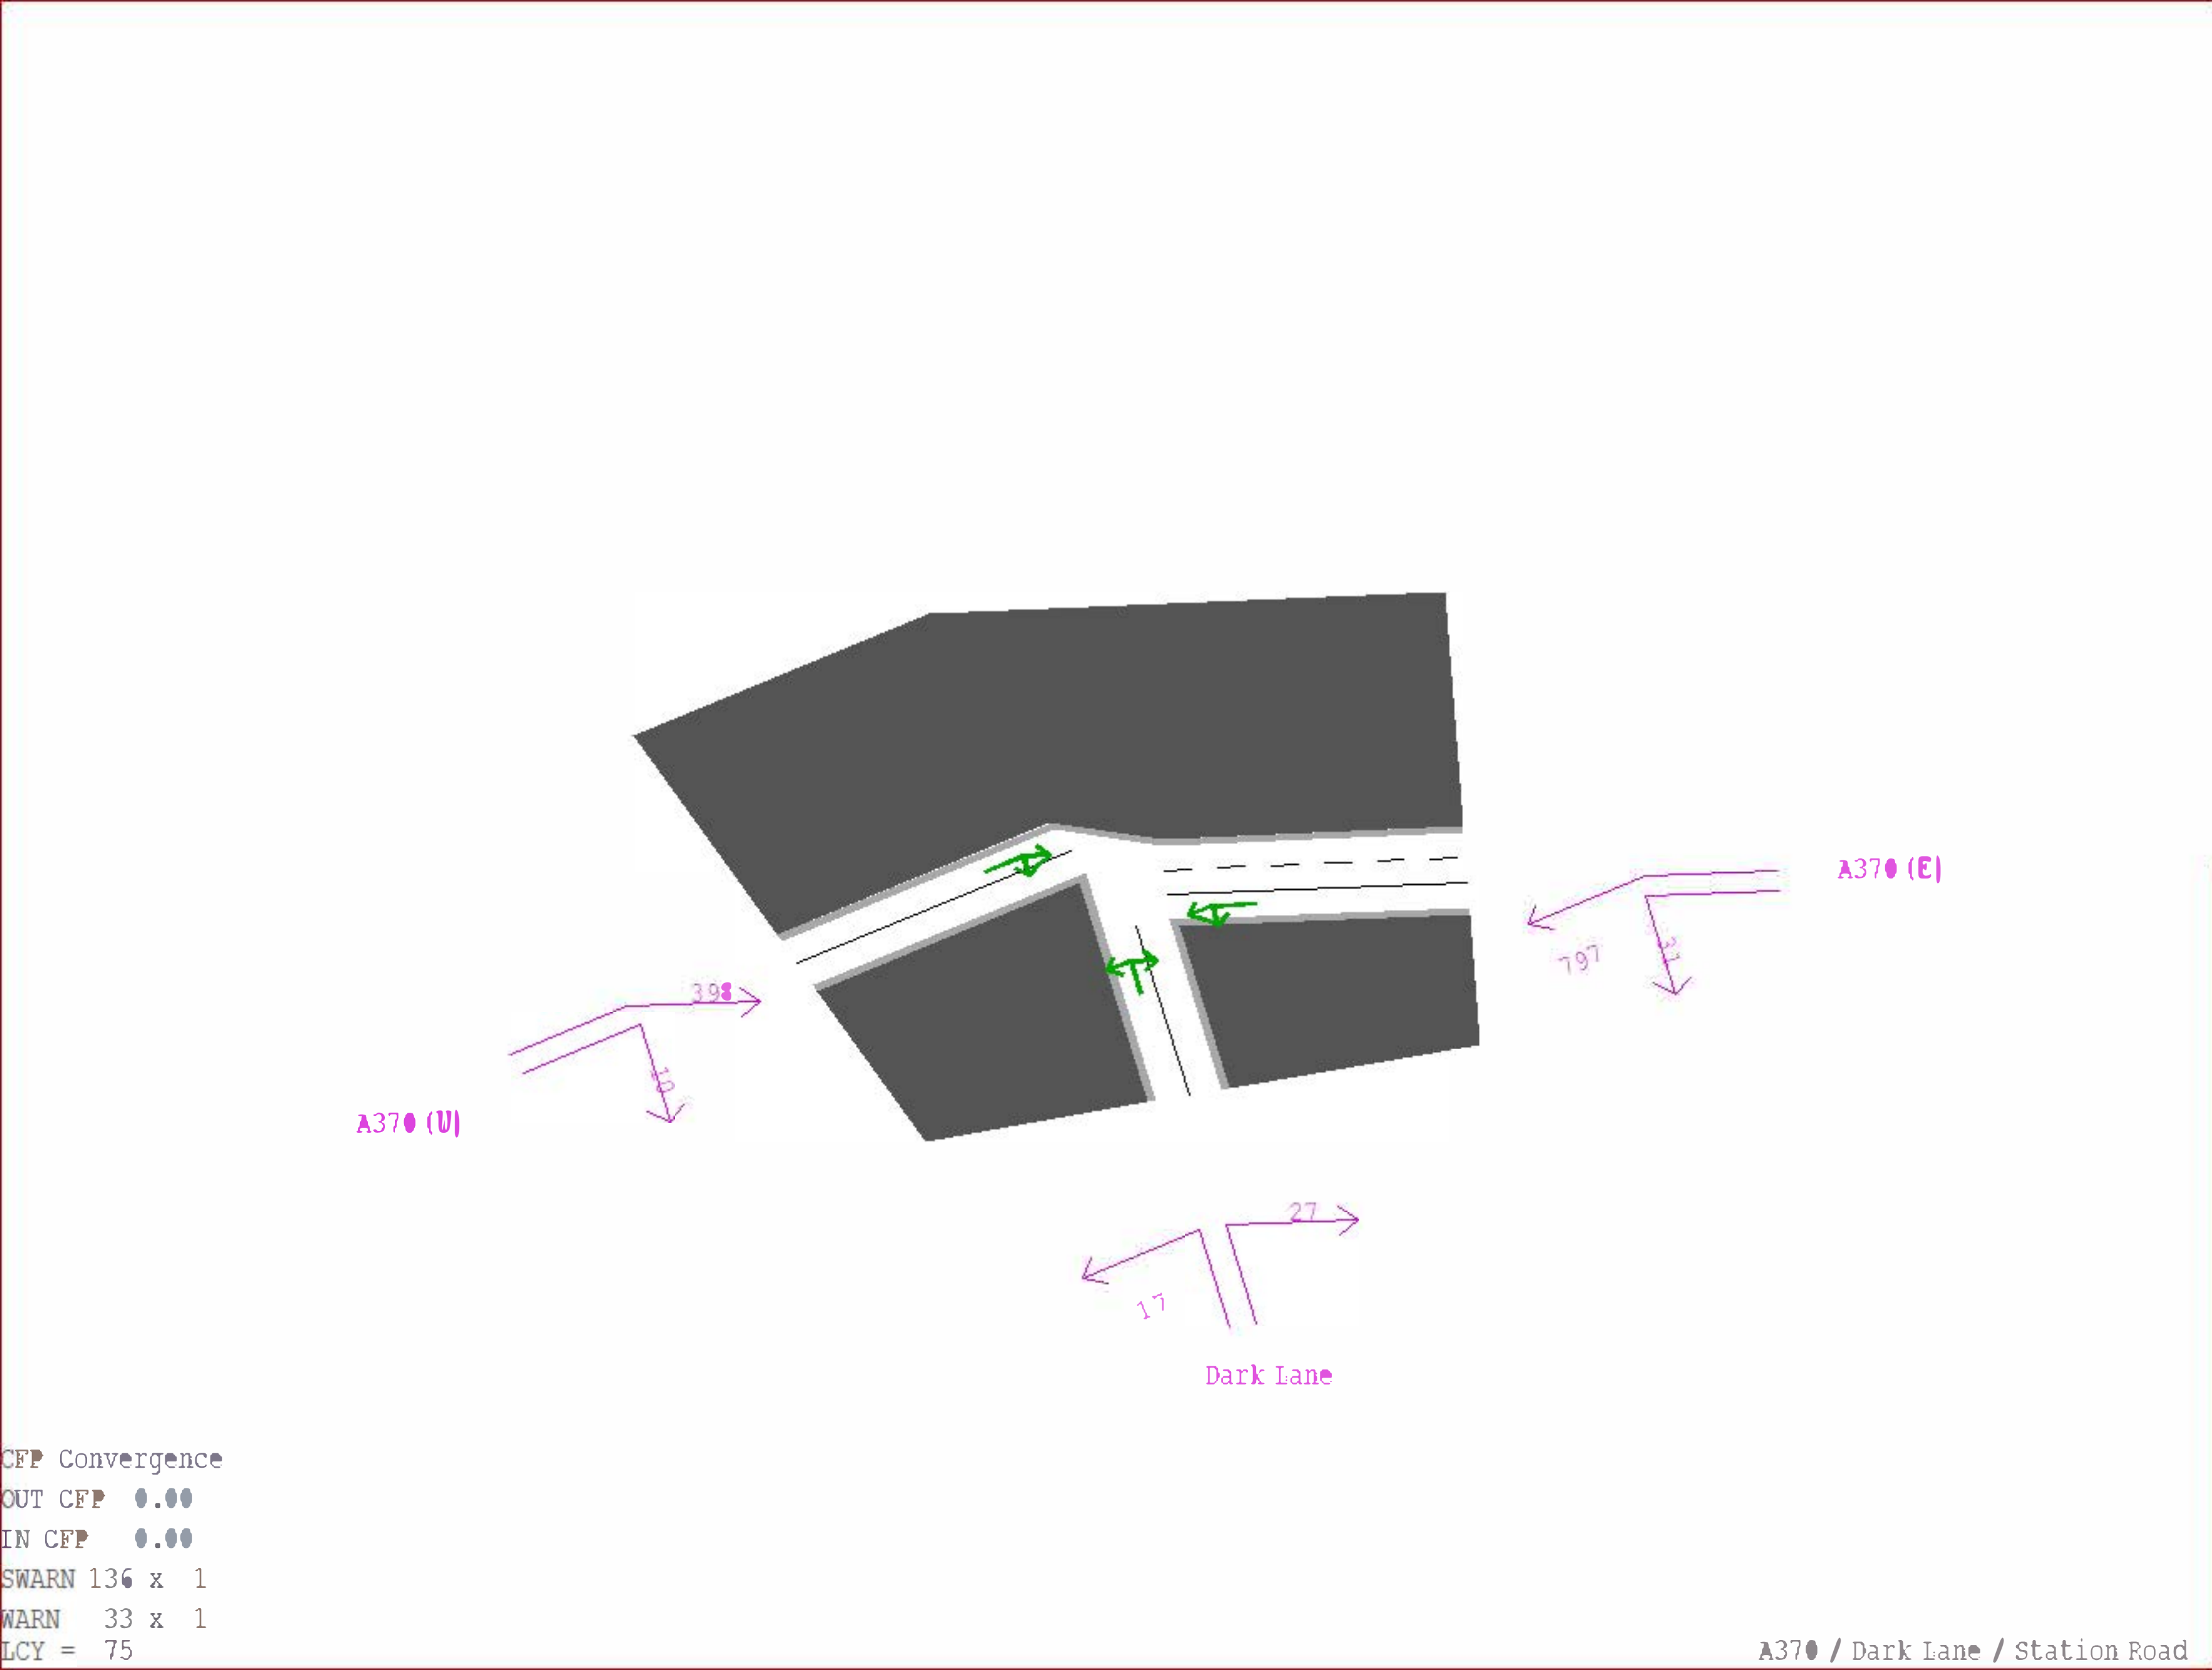 A370 (E)
31
797
398
10
A370 (W)
27
17
Dark Lane
CFP Convergence
OUT CFP 0.00
IN CFP 0.00
SWARN 136 x 1
WARN 33 x 1
LCY = 75
A370 / Dark Lane / Station Road